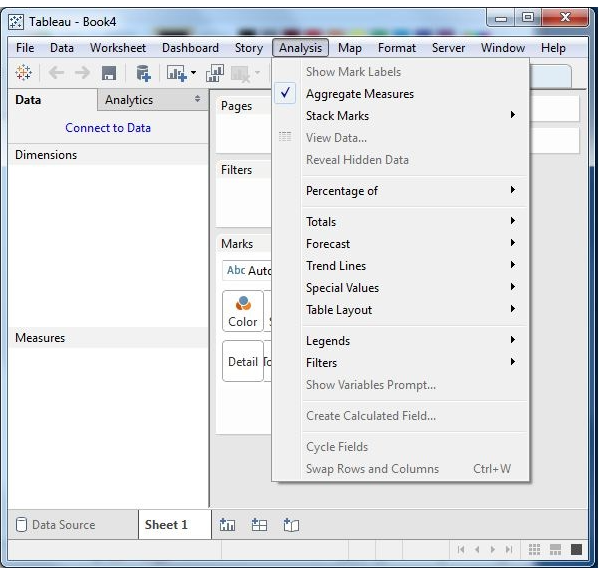 Tableau - Book4
File Data Worksheet Dashboard Story Analysis Map Format Server Window Help
Data Analytics
Connect to Data
Dimensions
Measures
Pages
Filters
Marks
Abc Auto
Color
Detail
Show Mark Labels
Aggregate Measures
Stack Marks
View Data...
Reveal Hidden Data
Percentage of
Totals
Forecast
Trend Lines
Special Values
Table Layout
Legends
Filters
Show Variables Prompt...
Create Calculated Field...
Cycle Fields
Swap Rows and Columns Ctrl+W
Data Source Sheet 1